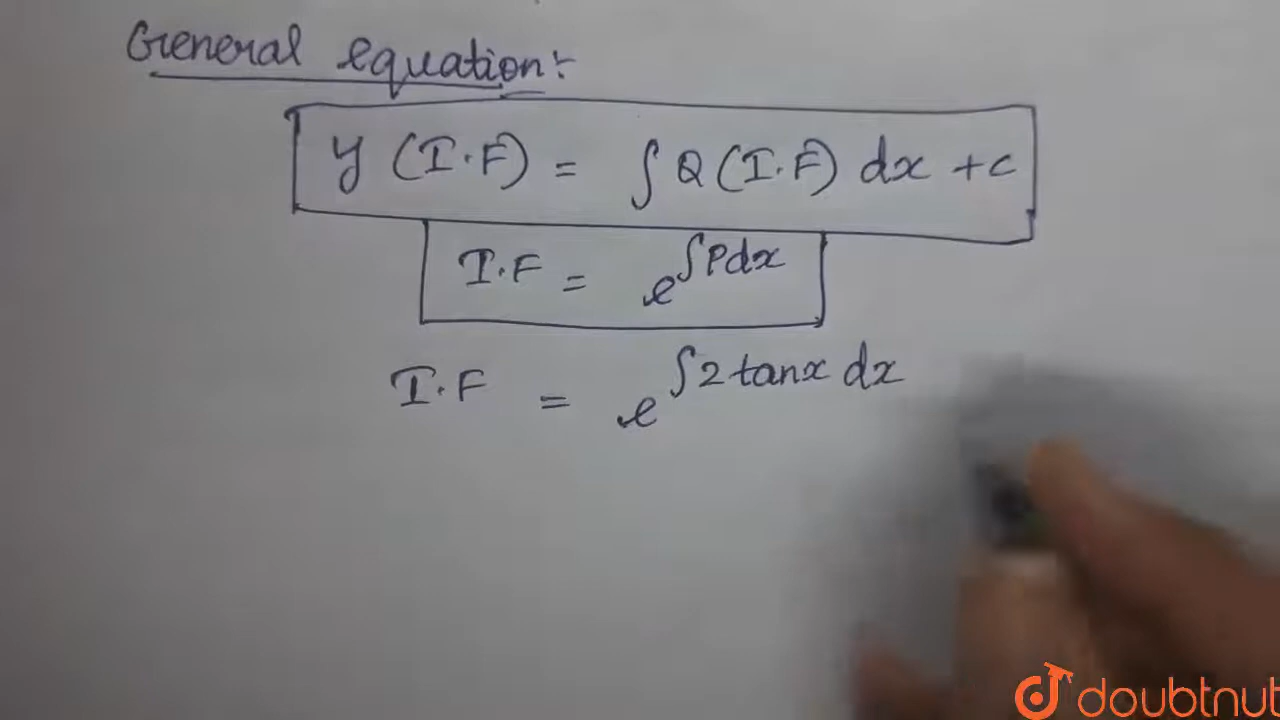 General equation:-
y (I.F) = ∫ Q (I.F) dx + c
I.F = e^∫Pdx
I.F = e^∫2 tanx dx
doubtnut